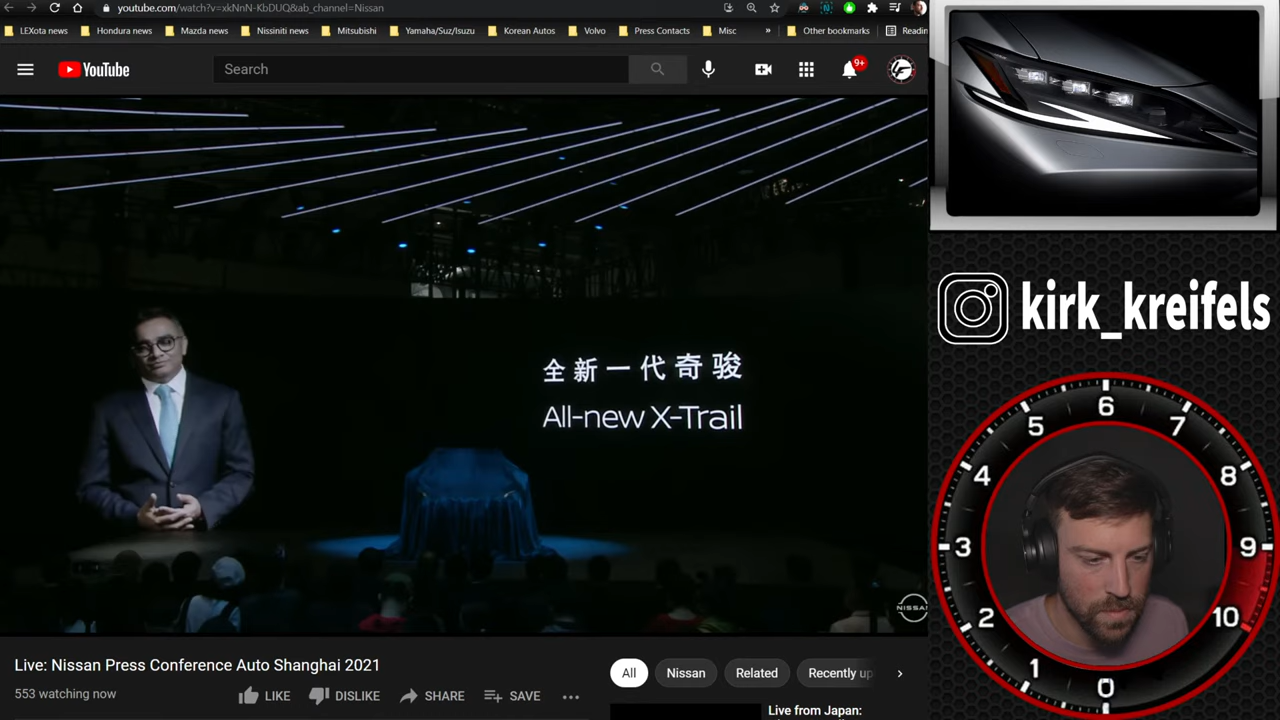 youtube.com/watch?v=xkNnN-KbDUQ&ab_channel=Nissan
LEXota news
Hondura news
Mazda news
Nissiniti news
Mitsibishi
Yamaha/Suz/Isuzu
Korean Autos
Volvo
Press Contacts
Misc
»
Other bookmarks
Readin
YouTube
Search
9+
全新一代奇骏
All-new X-Trail
NISSAN
Live: Nissan Press Conference Auto Shanghai 2021
553 watching now
LIKE
DISLIKE
SHARE
SAVE
All
Nissan
Related
Recently up
Live from Japan:
kirk_kreifels
0
1
2
3
4
5
6
7
8
9
10